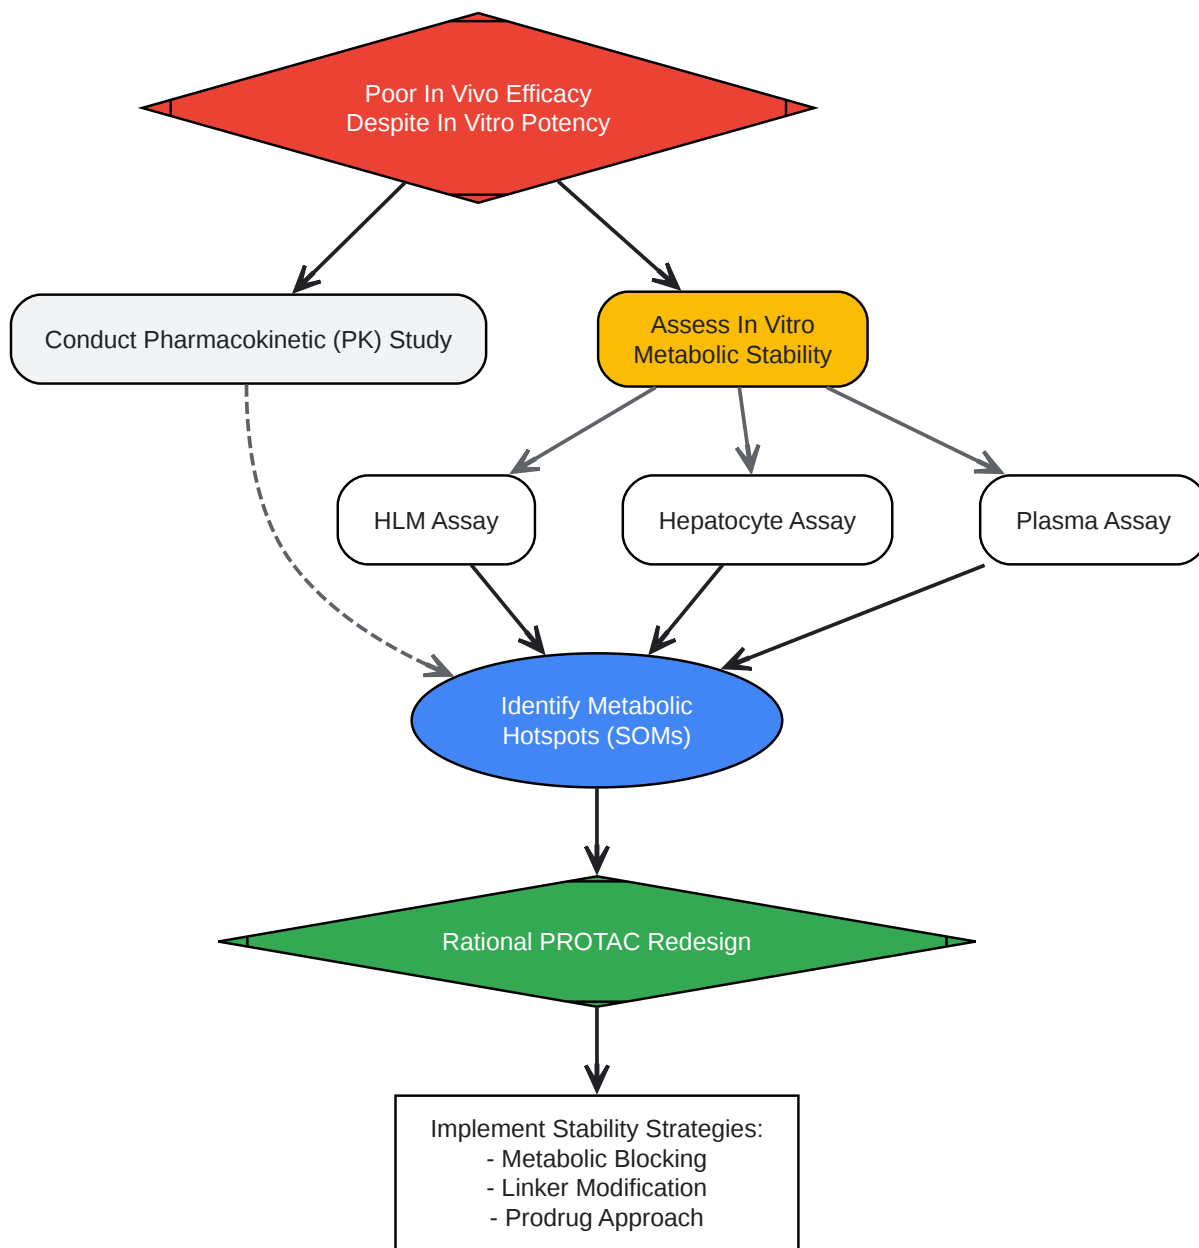 Poor In Vivo Efficacy
Despite In Vitro Potency
Conduct Pharmacokinetic (PK) Study
Assess In Vitro
Metabolic Stability
HLM Assay
Hepatocyte Assay
Plasma Assay
Identify Metabolic
Hotspots (SOMs)
Rational PROTAC Redesign
Implement Stability Strategies:
- Metabolic Blocking
- Linker Modification
- Prodrug Approach